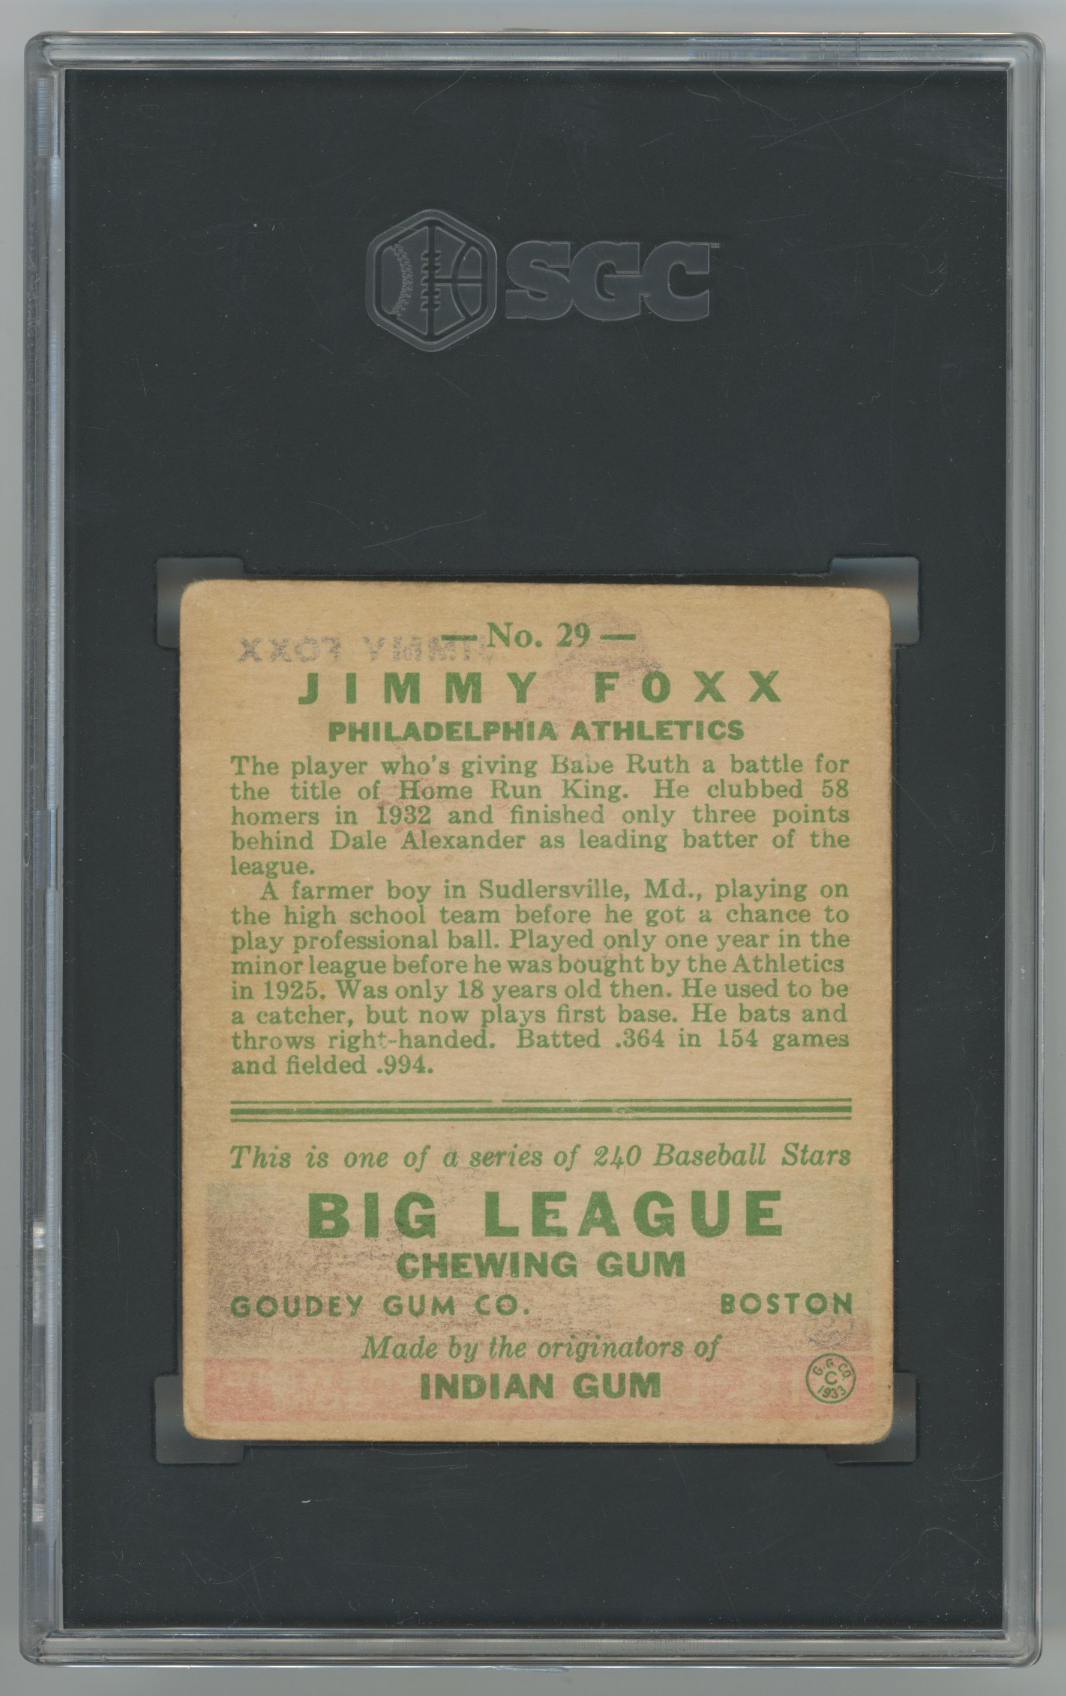 SGC
— No. 29 —
JIMMY FOXX
JIMMY FOXX
PHILADELPHIA ATHLETICS
The player who's giving Babe Ruth a battle for
the title of Home Run King. He clubbed 58
homers in 1932 and finished only three points
behind Dale Alexander as leading batter of the
league.
A farmer boy in Sudlersville, Md., playing on
the high school team before he got a chance to
play professional ball. Played only one year in the
minor league before he was bought by the Athletics
in 1925. Was only 18 years old then. He used to be
a catcher, but now plays first base. He bats and
throws right-handed. Batted .364 in 154 games
and fielded .994.
This is one of a series of 240 Baseball Stars
BIG LEAGUE
CHEWING GUM
GOUDEY GUM CO. BOSTON
Made by the originators of
INDIAN GUM
G.G.CO.
C
1933